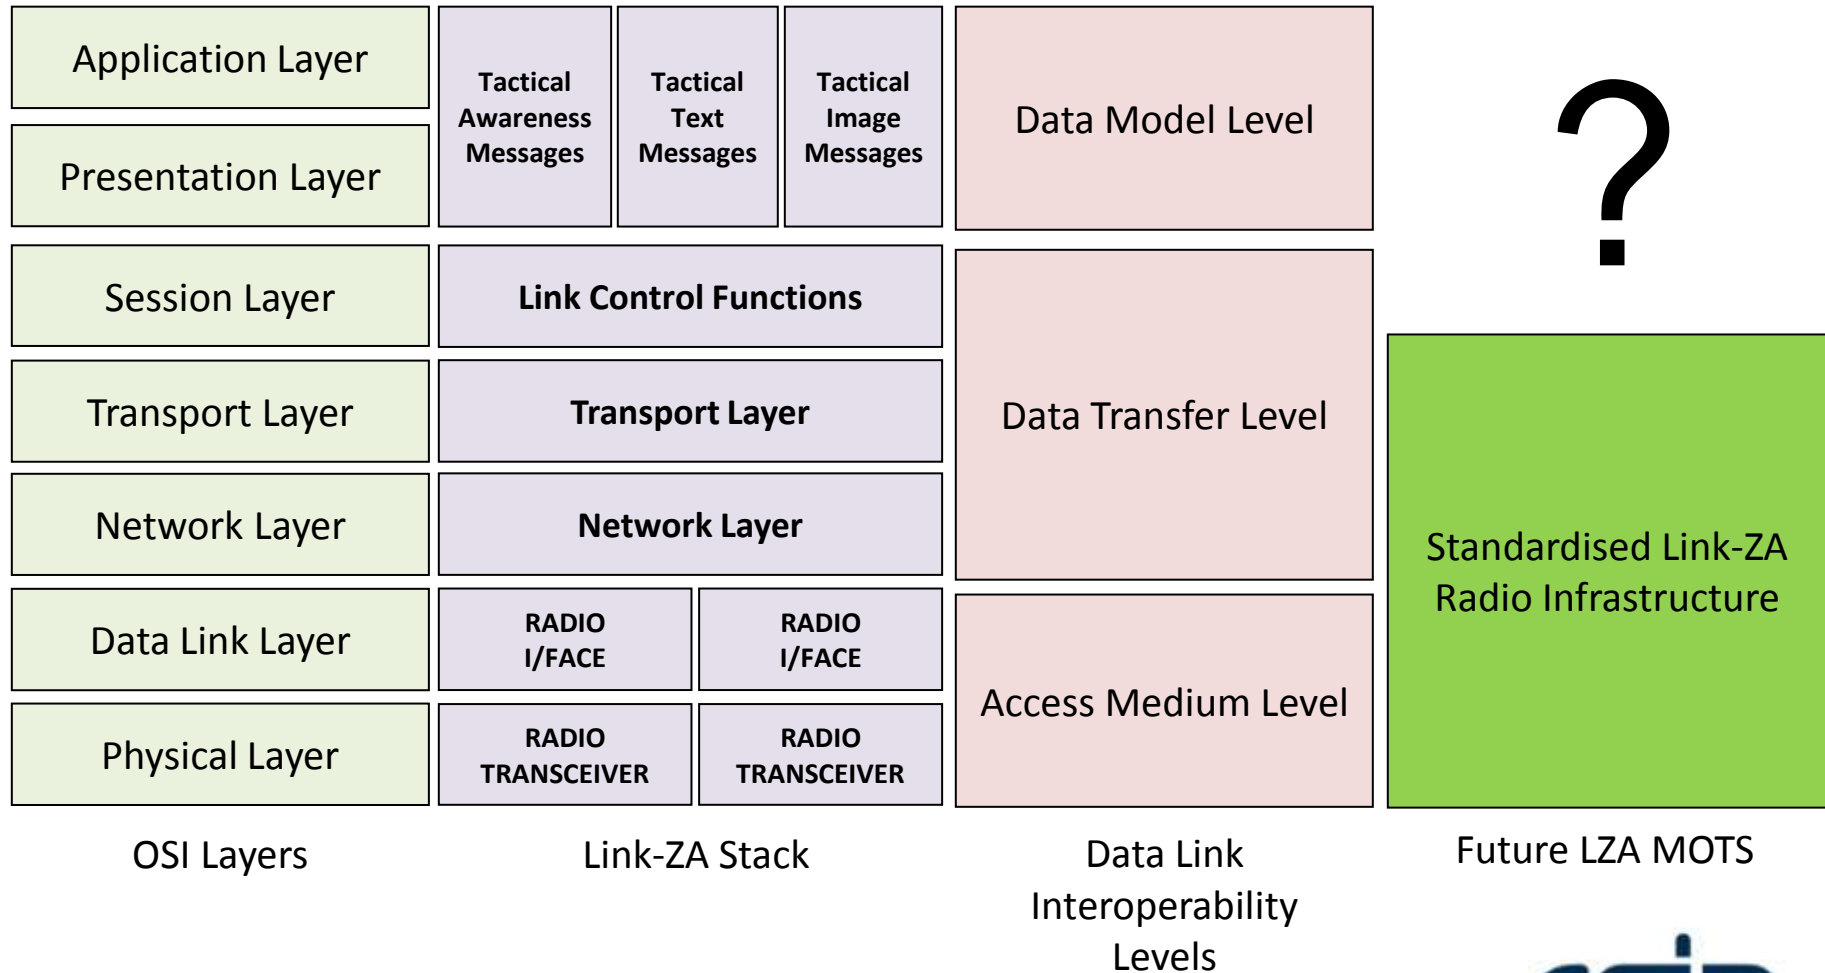 Application Layer
Presentation Layer
Session Layer
Transport Layer
Network Layer
Data Link Layer
Physical Layer
OSI Layers
Tactical
Awareness
Messages
Tactical
Text
Messages
Tactical
Image
Messages
Link Control Functions
Transport Layer
Network Layer
RADIO
I/FACE
RADIO
I/FACE
RADIO
TRANSCEIVER
RADIO
TRANSCEIVER
Link-ZA Stack
Data Model Level
Data Transfer Level
Access Medium Level
Data Link
Interoperability
Levels
?
Standardised Link-ZA
Radio Infrastructure
Future LZA MOTS